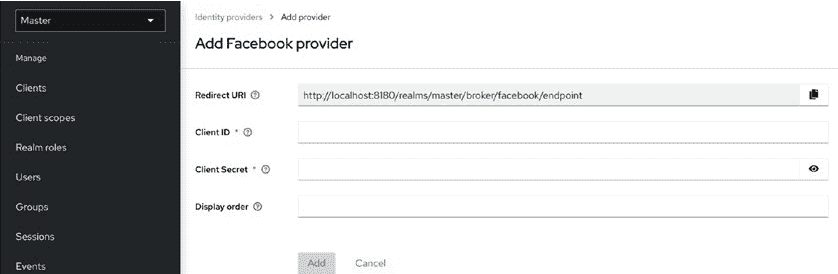 Master
Manage
Clients
Client scopes
Realm roles
Users
Groups
Sessions
Events
Identity providers > Add provider
Add Facebook provider
Redirect URI
http://localhost:8180/realms/master/broker/facebook/endpoint
Client ID *
Client Secret *
Display order
Add Cancel